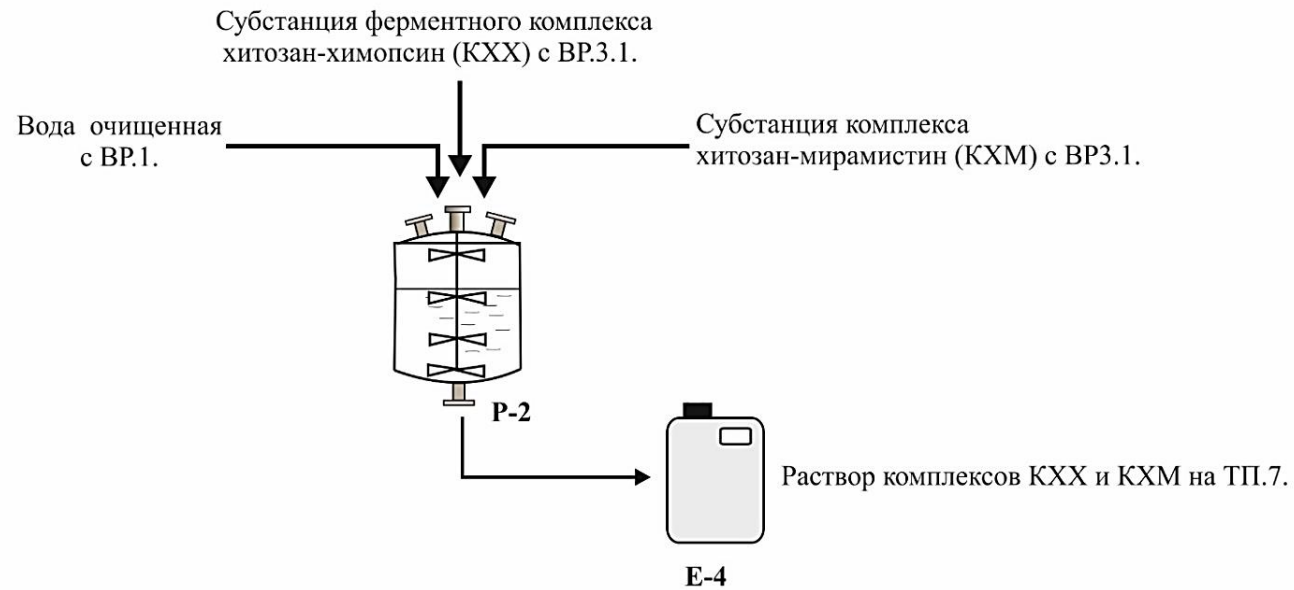 Субстанция ферментного комплекса
хитозан-химопсин (КХХ) с ВР.3.1.
Вода очищенная
с ВР.1.
Субстанция комплекса
хитозан-мирамистин (КХМ) с ВР3.1.
Р-2
Раствор комплексов КХХ и КХМ на ТП.7.
Е-4